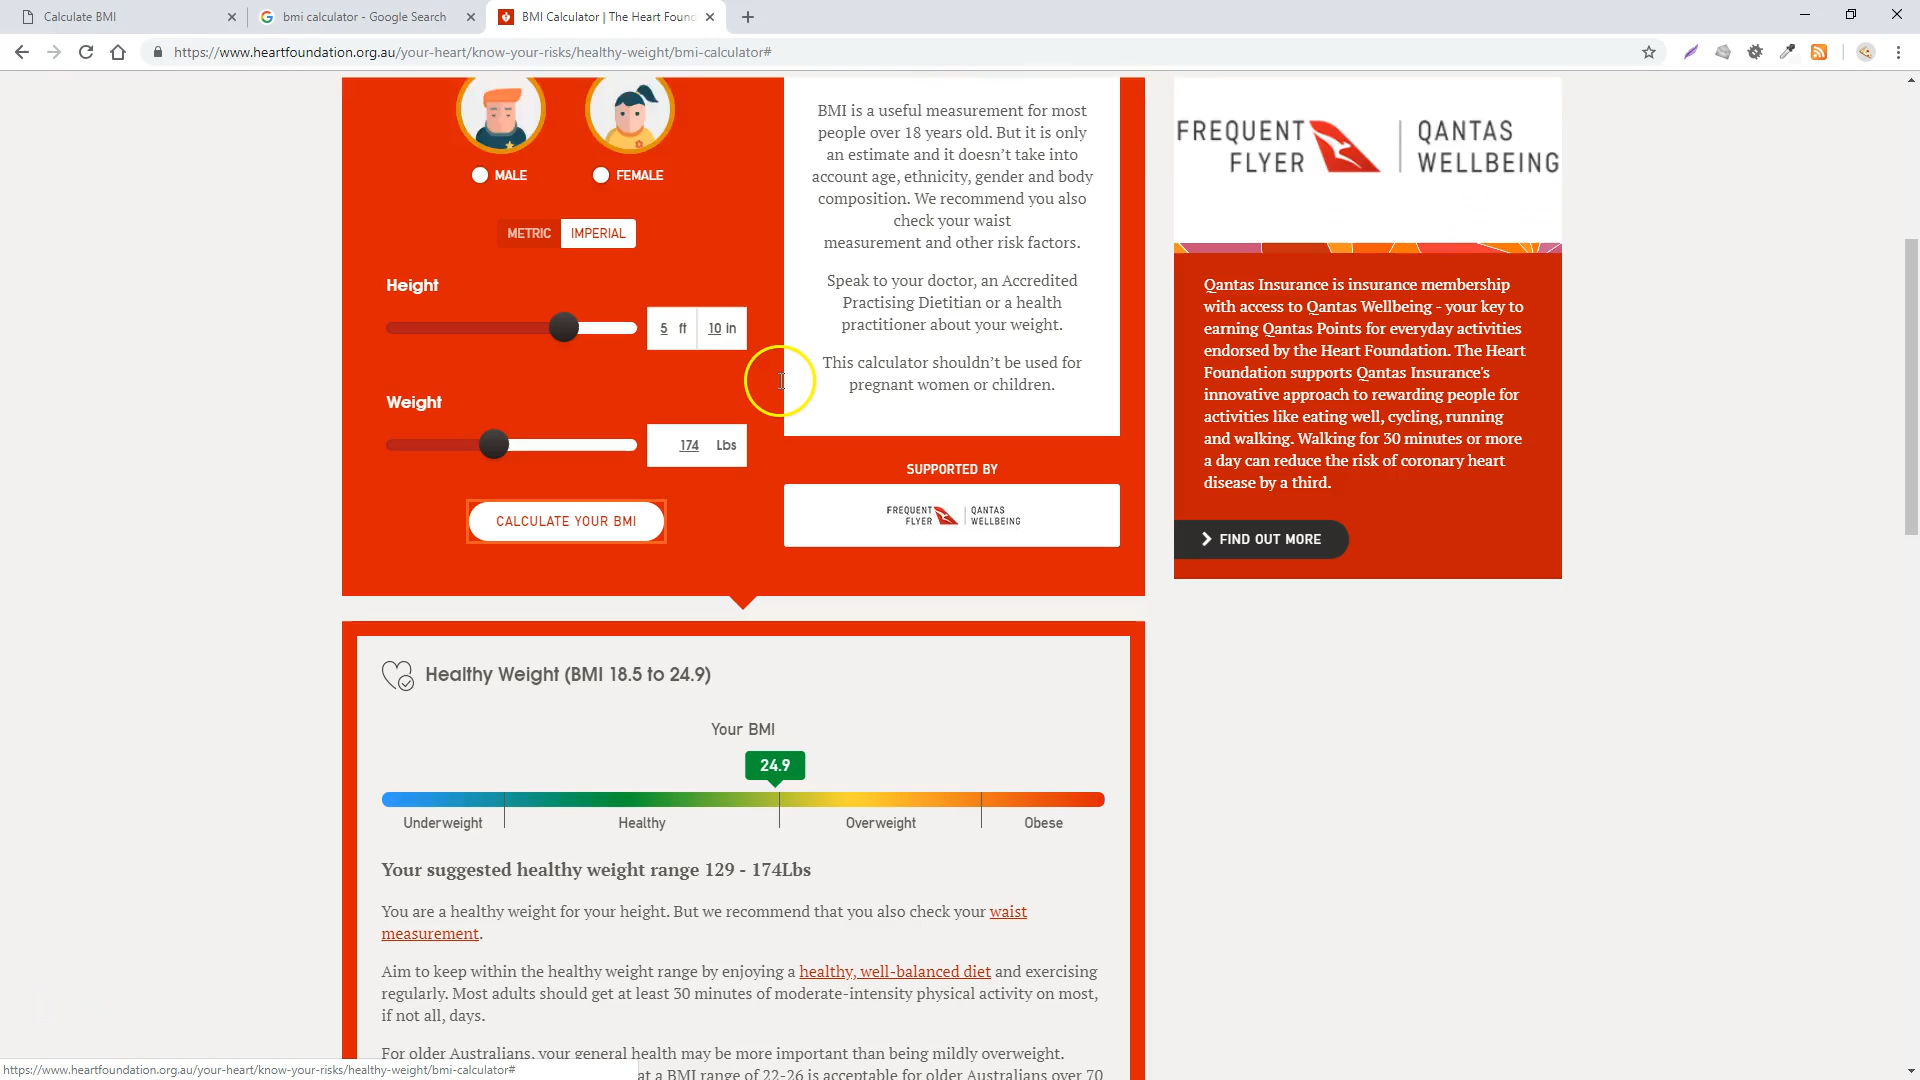 Calculate BMI
bmi calculator - Google Search
BMI Calculator | The Heart Found
https://www.heartfoundation.org.au/your-heart/know-your-risks/healthy-weight/bmi-calculator#
MALE
FEMALE
METRIC
IMPERIAL
Height
5 ft 10 in
Weight
174 Lbs
CALCULATE YOUR BMI
BMI is a useful measurement for most
people over 18 years old. But it is only
an estimate and it doesn't take into
account age, ethnicity, gender and body
composition. We recommend you also
check your waist
measurement and other risk factors.
Speak to your doctor, an Accredited
Practising Dietitian or a health
practitioner about your weight.
This calculator shouldn't be used for
pregnant women or children.
SUPPORTED BY
FREQUENT FLYER | QANTAS WELLBEING
FREQUENT
FLYER
QANTAS
WELLBEING
Qantas Insurance is insurance membership
with access to Qantas Wellbeing - your key to
earning Qantas Points for everyday activities
endorsed by the Heart Foundation. The Heart
Foundation supports Qantas Insurance's
innovative approach to rewarding people for
activities like eating well, cycling, running
and walking. Walking for 30 minutes or more
a day can reduce the risk of coronary heart
disease by a third.
FIND OUT MORE
Healthy Weight (BMI 18.5 to 24.9)
Your BMI
24.9
Underweight
Healthy
Overweight
Obese
Your suggested healthy weight range 129 - 174Lbs
You are a healthy weight for your height. But we recommend that you also check your waist
measurement.
Aim to keep within the healthy weight range by enjoying a healthy, well-balanced diet and exercising
regularly. Most adults should get at least 30 minutes of moderate-intensity physical activity on most,
if not all, days.
For older Australians, your general health may be more important than being mildly overweight.
at a BMI range of 22-26 is acceptable for older Australians over 70
https://www.heartfoundation.org.au/your-heart/know-your-risks/healthy-weight/bmi-calculator#